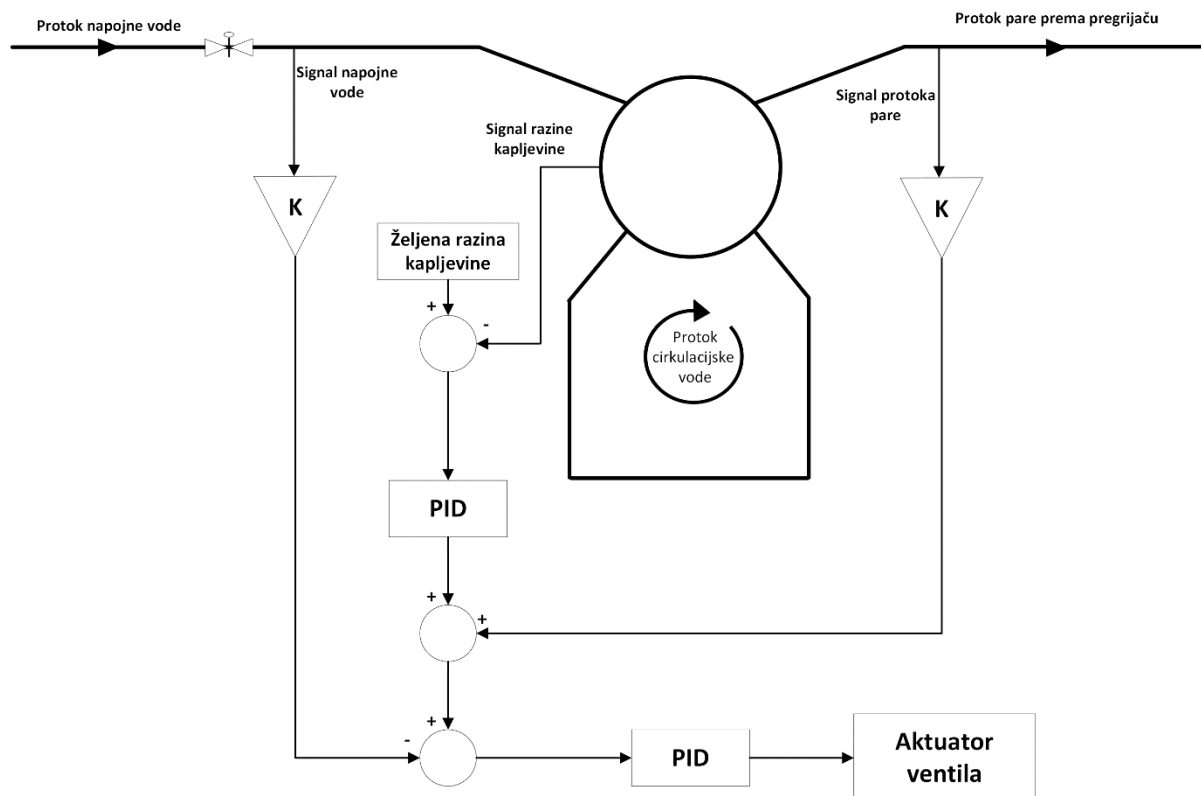 Protok napojne vode
Protok pare prema pregrijaču
Signal napojne
vode
Signal protoka
pare
Signal razine
kapljevine
K
K
Željena razina
kapljevine
+
-
Protok
cirkulacijske
vode
PID
+
+
+
-
PID
Aktuator
ventila